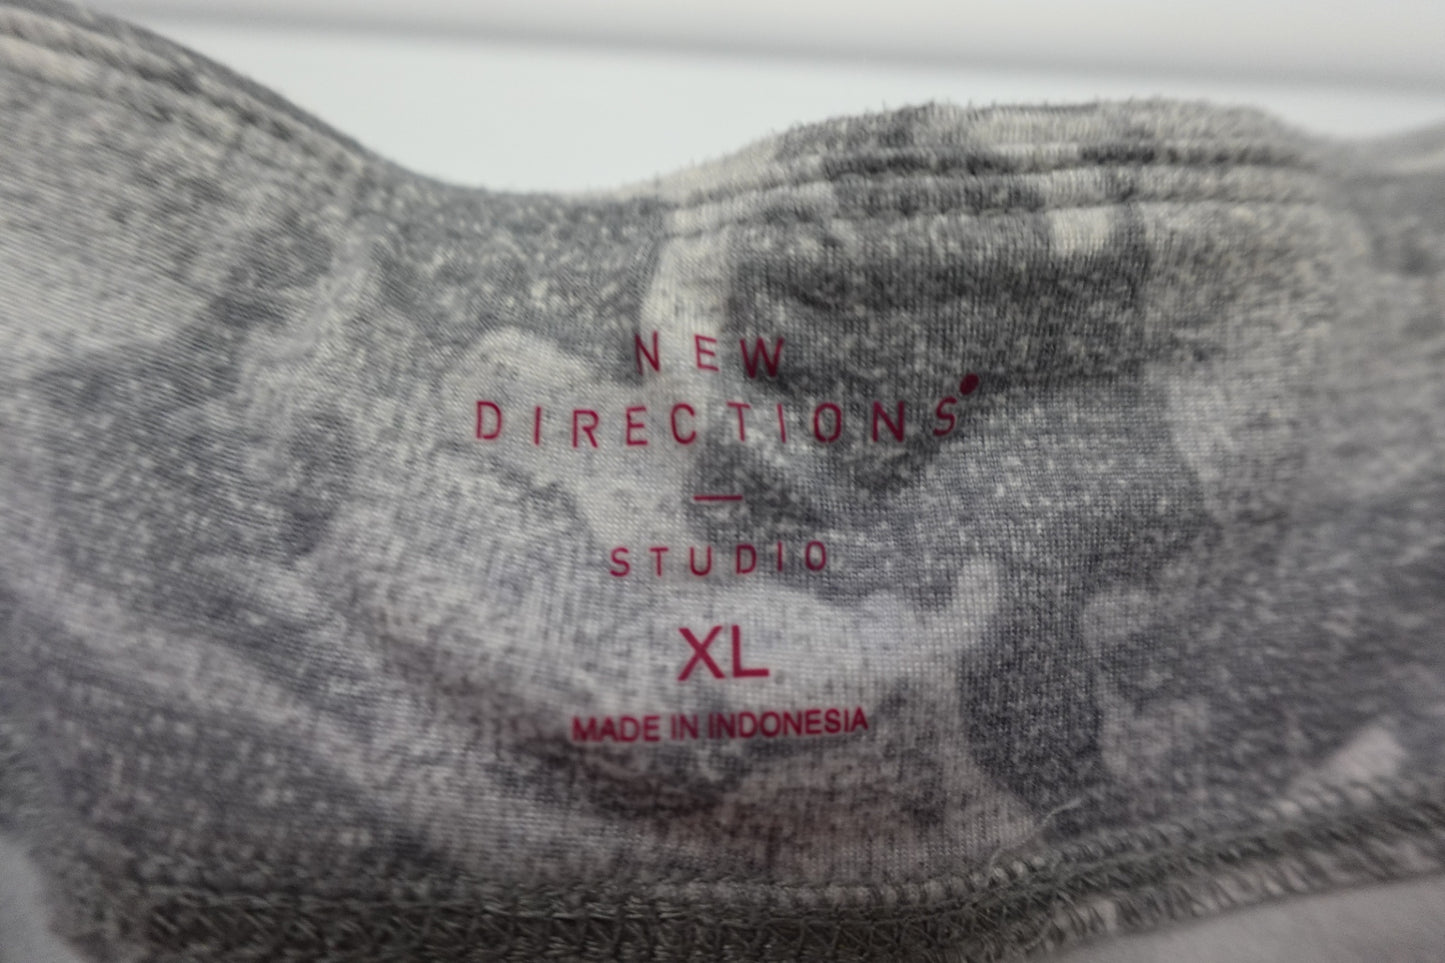 NEW
DIRECTIONS
—
STUDIO
XL
MADE IN INDONESIA